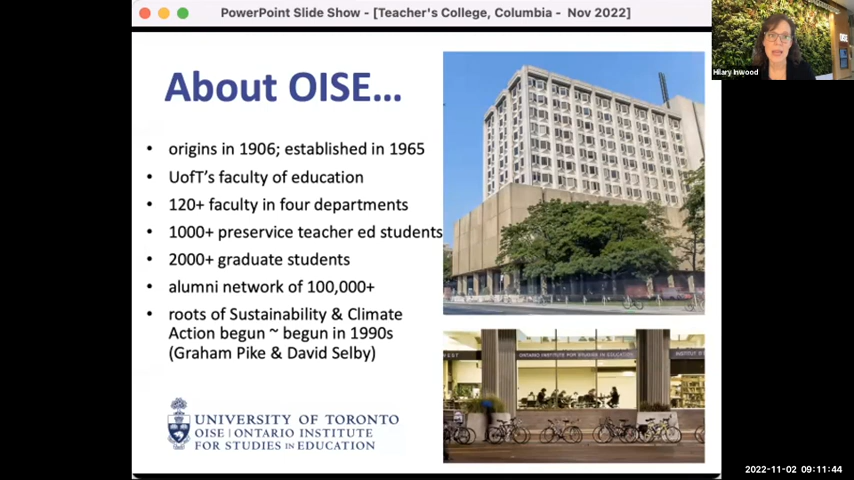 PowerPoint Slide Show - [Teacher's College, Columbia - Nov 2022]
Hilary Inwood
About OISE...
• origins in 1906; established in 1965
• UofT's faculty of education
• 120+ faculty in four departments
• 1000+ preservice teacher ed students
• 2000+ graduate students
• alumni network of 100,000+
• roots of Sustainability & Climate
Action begun ~ begun in 1990s
(Graham Pike & David Selby)
ONTARIO INSTITUTE FOR STUDIES IN EDUCATION
INSTITUT D
UNIVERSITY OF TORONTO
OISE | ONTARIO INSTITUTE
FOR STUDIES IN EDUCATION
2022-11-02 09:11:44